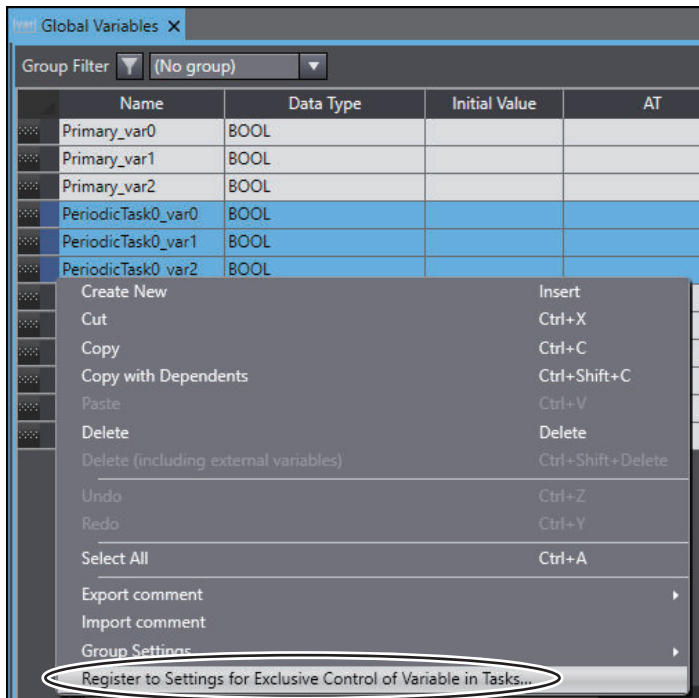 Global Variables X
Group Filter (No group)
Name Data Type Initial Value AT
Primary_var0 BOOL
Primary_var1 BOOL
Primary_var2 BOOL
PeriodicTask0_var0 BOOL
PeriodicTask0_var1 BOOL
PeriodicTask0_var2 BOOL
Create New Insert
Cut Ctrl+X
Copy Ctrl+C
Copy with Dependents Ctrl+Shift+C
Paste Ctrl+V
Delete Delete
Delete (including external variables) Ctrl+Shift+Delete
Undo Ctrl+Z
Redo Ctrl+Y
Select All Ctrl+A
Export comment
Import comment
Group Settings
Register to Settings for Exclusive Control of Variable in Tasks...